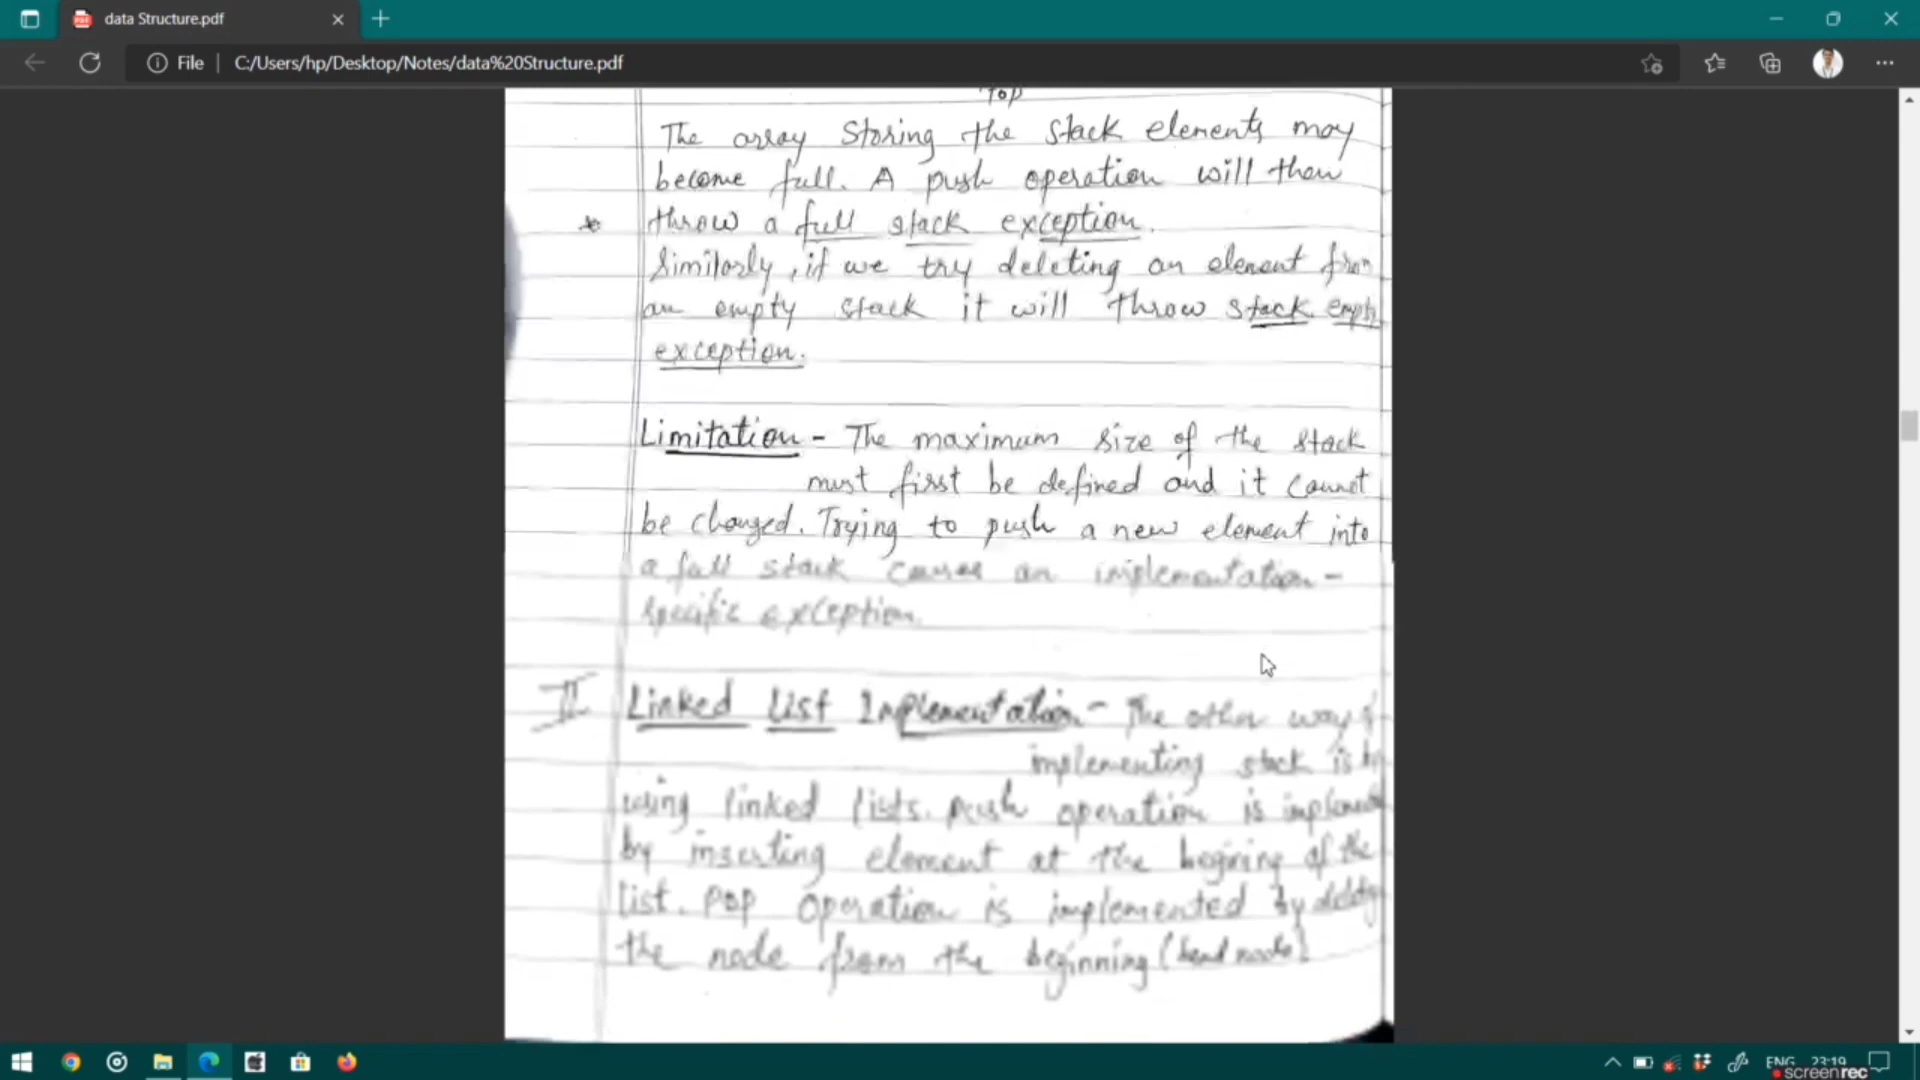 data Structure.pdf
File | C:/Users/hp/Desktop/Notes/data%20Structure.pdf
Top
The array storing the stack elements may
become full. A push operation will then
* throw a full stack exception.
Similarly, if we try deleting an element from
an empty stack it will throw stack empty
exception.
Limitation - The maximum size of the stack
must first be defined and it cannot
be changed. Trying to push a new element into
a full stack causes an implementation -
specific exception.
II Linked List Implementation - The other way of
implementing stack is by
using linked lists. Push operation is implemented
by inserting element at the begining of the
list. Pop operation is implemented by deleting
the node from the beginning (head node)
ENG 23:19
screenrec